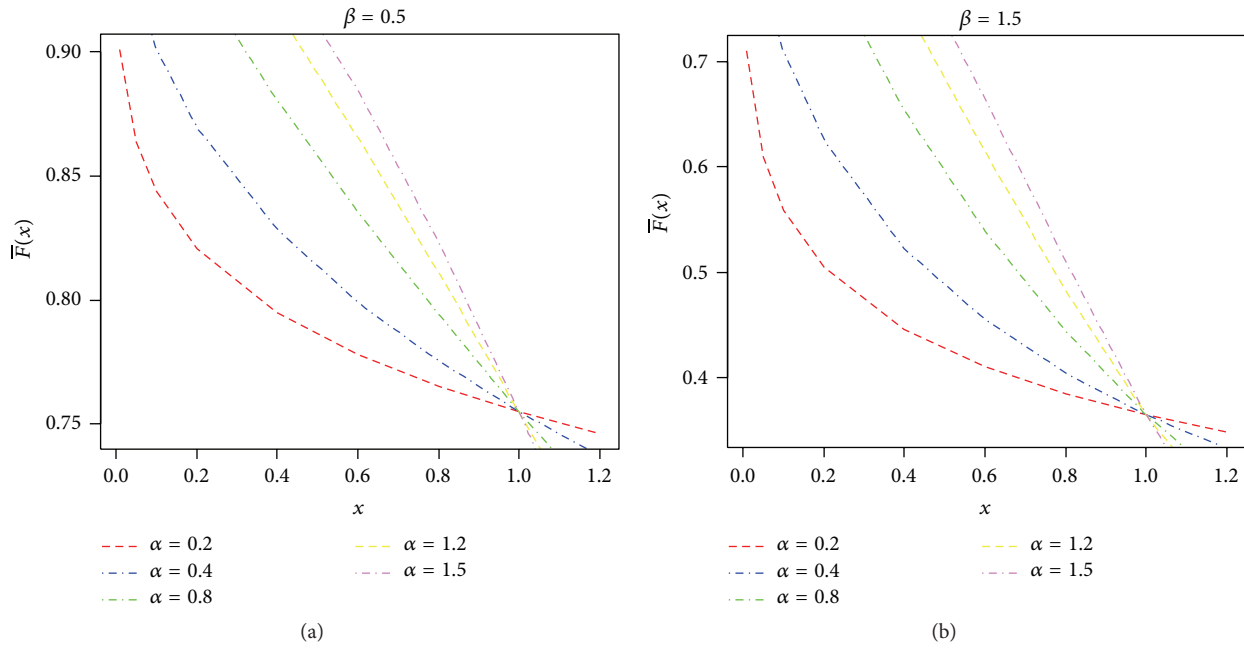 β = 0.5
0.90
0.85
0.80
0.75
F̅(x)
0.0 0.2 0.4 0.6 0.8 1.0 1.2
x
α = 0.2
α = 0.4
α = 0.8
α = 1.2
α = 1.5
(a)
β = 1.5
0.7
0.6
0.5
0.4
F̅(x)
0.0 0.2 0.4 0.6 0.8 1.0 1.2
x
α = 0.2
α = 0.4
α = 0.8
α = 1.2
α = 1.5
(b)